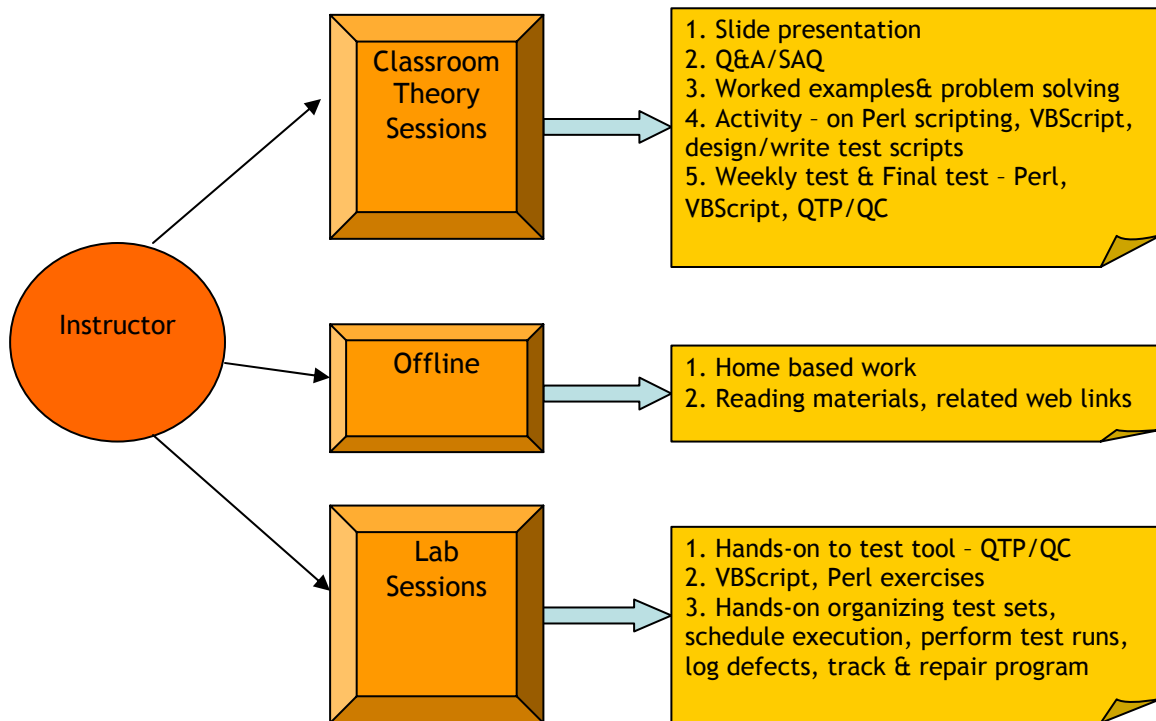 Classroom
Theory
Sessions
1. Slide presentation
2. Q&A/SAQ
3. Worked examples& problem solving
4. Activity – on Perl scripting, VBScript,
design/write test scripts
5. Weekly test & Final test – Perl,
VBScript, QTP/QC
Instructor
Offline
1. Home based work
2. Reading materials, related web links
Lab
Sessions
1. Hands-on to test tool – QTP/QC
2. VBScript, Perl exercises
3. Hands-on organizing test sets,
schedule execution, perform test runs,
log defects, track & repair program